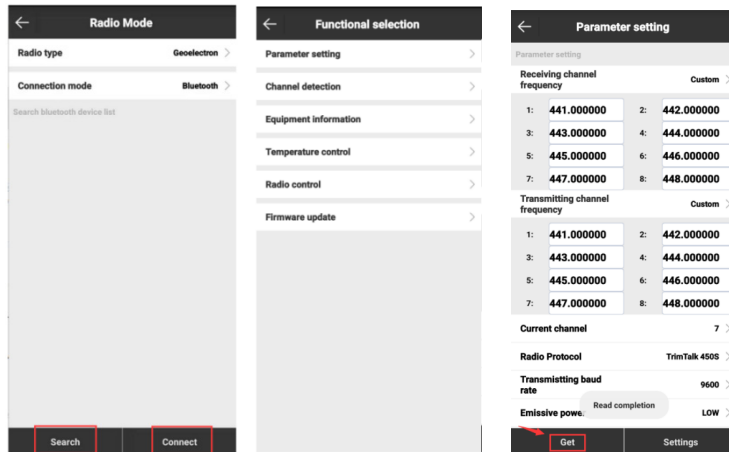 Radio Mode
Radio type Geoelectron
Connection mode Bluetooth
Search bluetooth device list
Search Connect
Functional selection
Parameter setting
Channel detection
Equipment information
Temperature control
Radio control
Firmware update
Parameter setting
Parameter setting
Receiving channel
frequency Custom
1: 441.000000 2: 442.000000
3: 443.000000 4: 444.000000
5: 445.000000 6: 446.000000
7: 447.000000 8: 448.000000
Transmitting channel
frequency Custom
1: 441.000000 2: 442.000000
3: 443.000000 4: 444.000000
5: 445.000000 6: 446.000000
7: 447.000000 8: 448.000000
Current channel 7
Radio Protocol TrimTalk 450S
Transmistting baud
rate 9600
Emissive powe LOW
Read completion
Get Settings